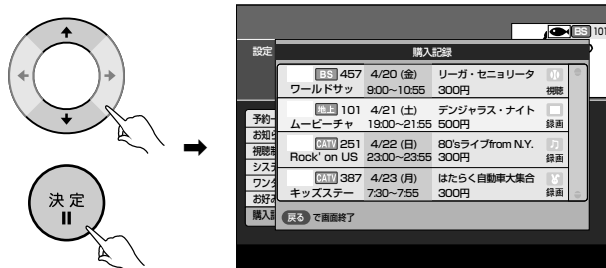 決定
BS 101
設定
購入記録
BS 457 4/20 (金) リーガ・セニョリータ
ワールドサッ 9:00~10:55 300円 視聴
地上 101 4/21 (土) デンジャラス・ナイト
ムービーチャ 19:00~21:55 500円 録画
CATV 251 4/22 (日) 80'sライブfrom N.Y.
Rock' on US 23:00~23:55 300円 録画
CATV 387 4/23 (月) はたらく自動車大集合
キッズステー 7:30~7:55 300円 録画
予約一
お知ら
視聴制
システ
ワンタ
お好み
購入記
戻る で画面終了